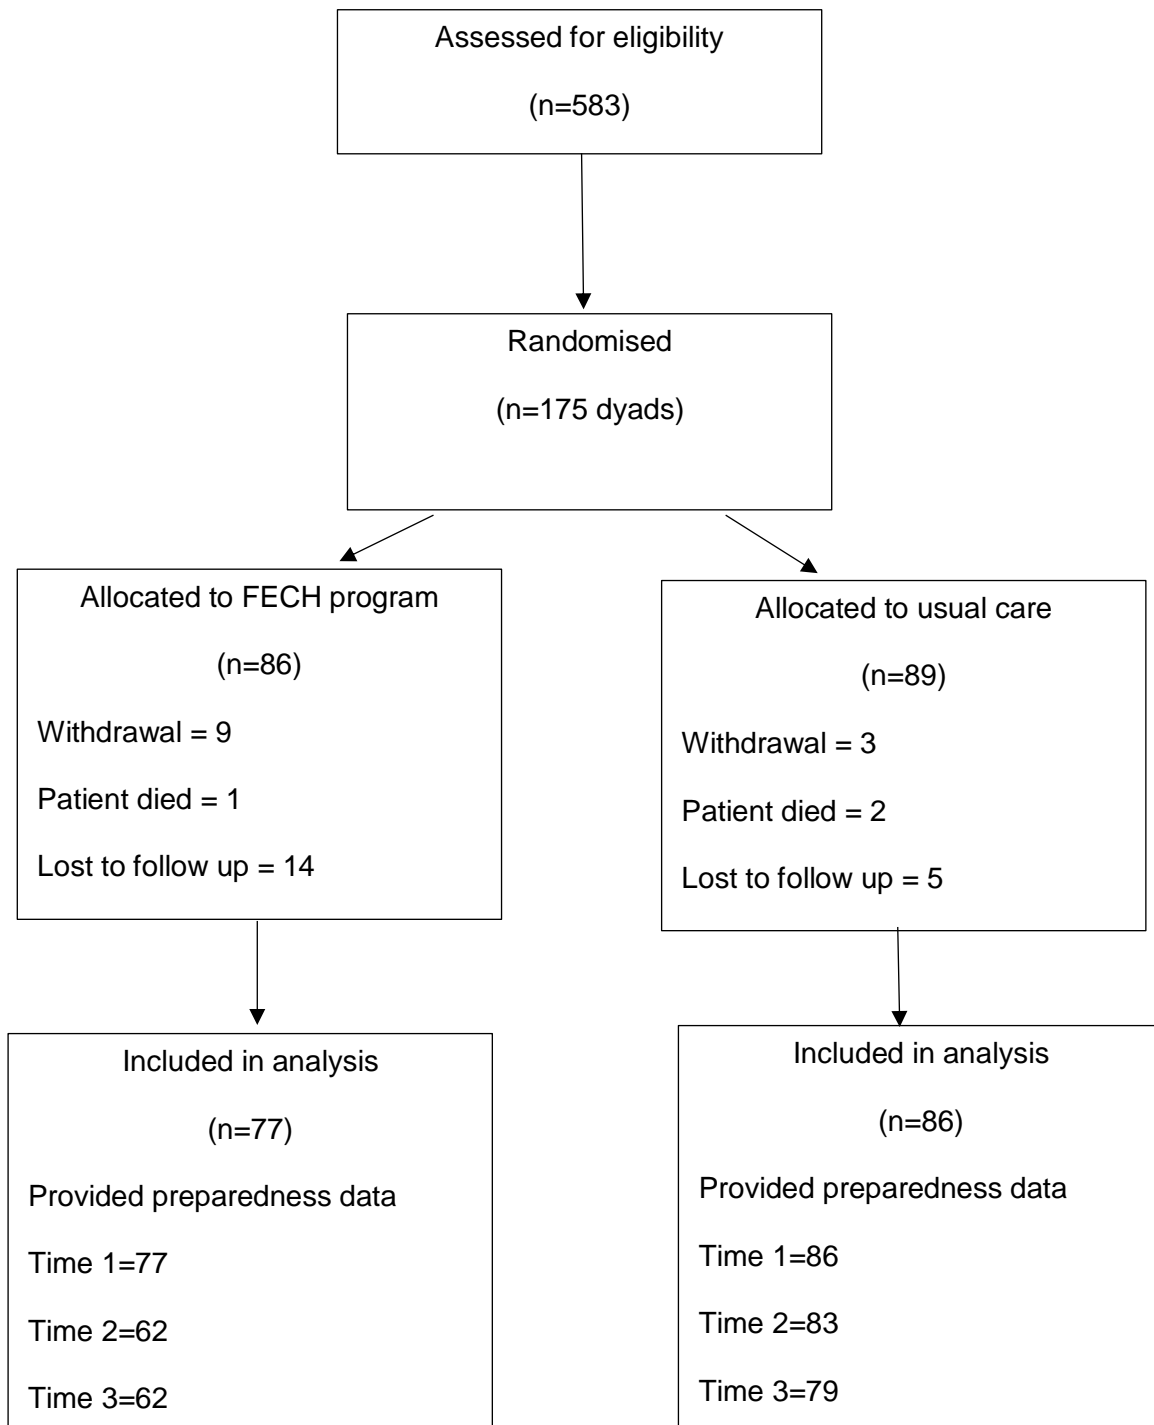 Assessed for eligibility
(n=583)
Randomised
(n=175 dyads)
Allocated to FECH program
(n=86)
Withdrawal = 9
Patient died = 1
Lost to follow up = 14
Allocated to usual care
(n=89)
Withdrawal = 3
Patient died = 2
Lost to follow up = 5
Included in analysis
(n=77)
Provided preparedness data
Time 1=77
Time 2=62
Time 3=62
Included in analysis
(n=86)
Provided preparedness data
Time 1=86
Time 2=83
Time 3=79